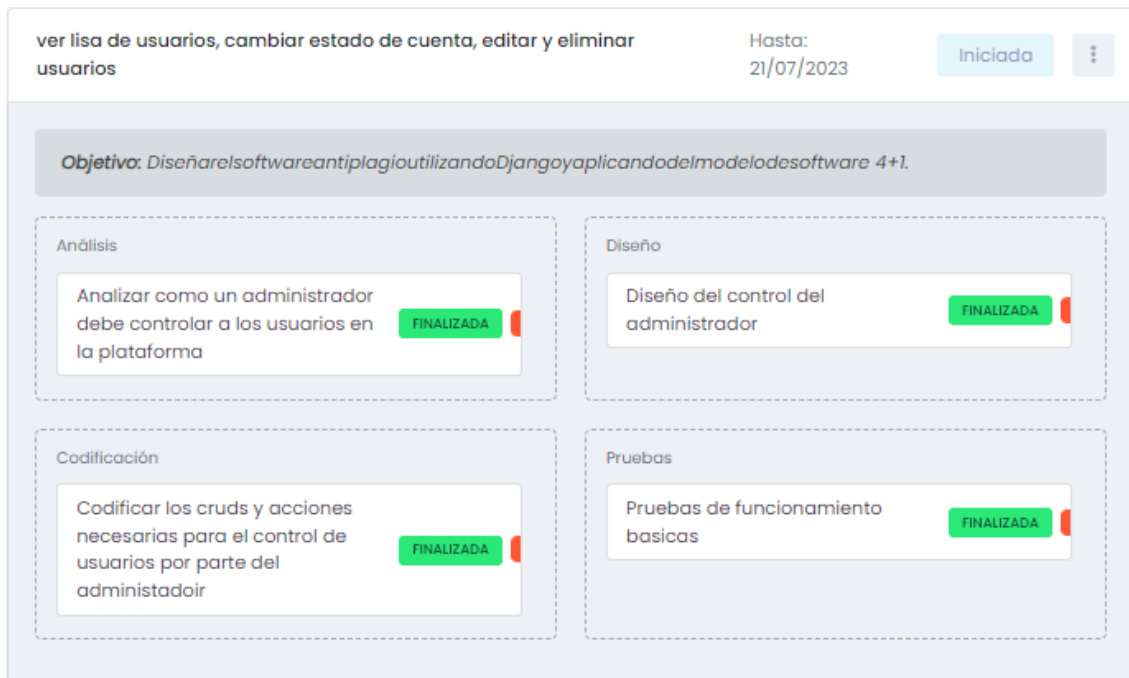 ver lisa de usuarios, cambiar estado de cuenta, editar y eliminar
usuarios
Hasta:
21/07/2023
Iniciada
Objetivo: DiseñarelsoftwareantiplagioutilizandoDjangoyaplicandodelmodelodesoftware 4+1.
Análisis
Analizar como un administrador
debe controlar a los usuarios en
la plataforma
FINALIZADA
Diseño
Diseño del control del
administrador
FINALIZADA
Codificación
Codificar los cruds y acciones
necesarias para el control de
usuarios por parte del
administadoir
FINALIZADA
Pruebas
Pruebas de funcionamiento
basicas
FINALIZADA